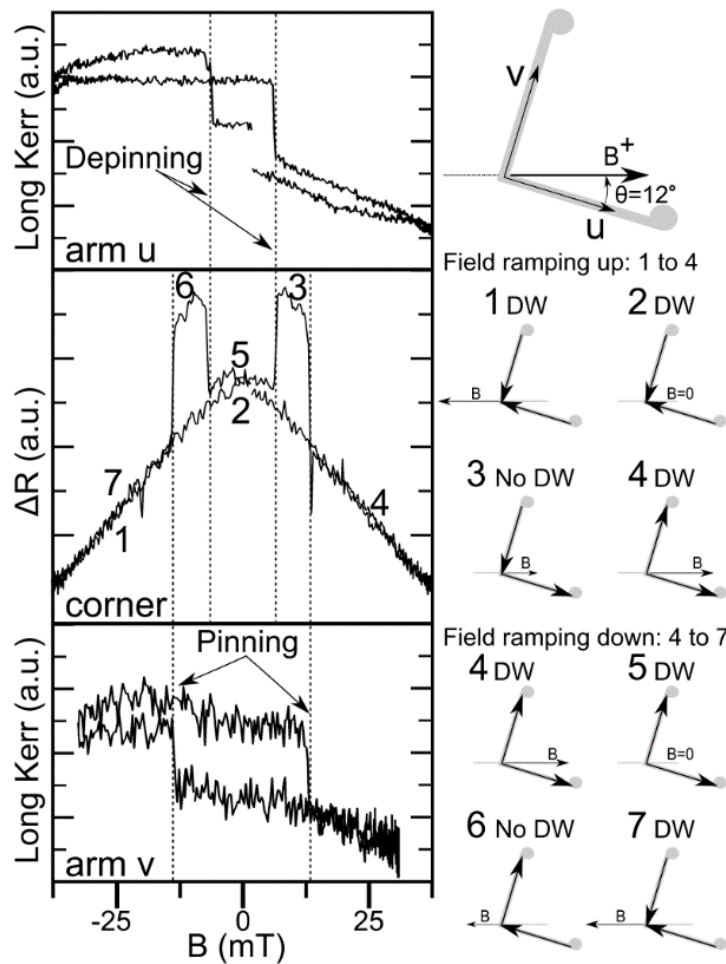 Long Kerr (a.u.)
Depinning
arm u
v
B+
θ=12°
u
Field ramping up: 1 to 4
ΔR (a.u.)
6
3
5
2
7
1
4
corner
1 DW
2 DW
B
B=0
3 No DW
4 DW
B
B
Field ramping down: 4 to 7
Long Kerr (a.u.)
Pinning
arm v
4 DW
5 DW
B
B=0
6 No DW
7 DW
B
B
-25
0
25
B (mT)